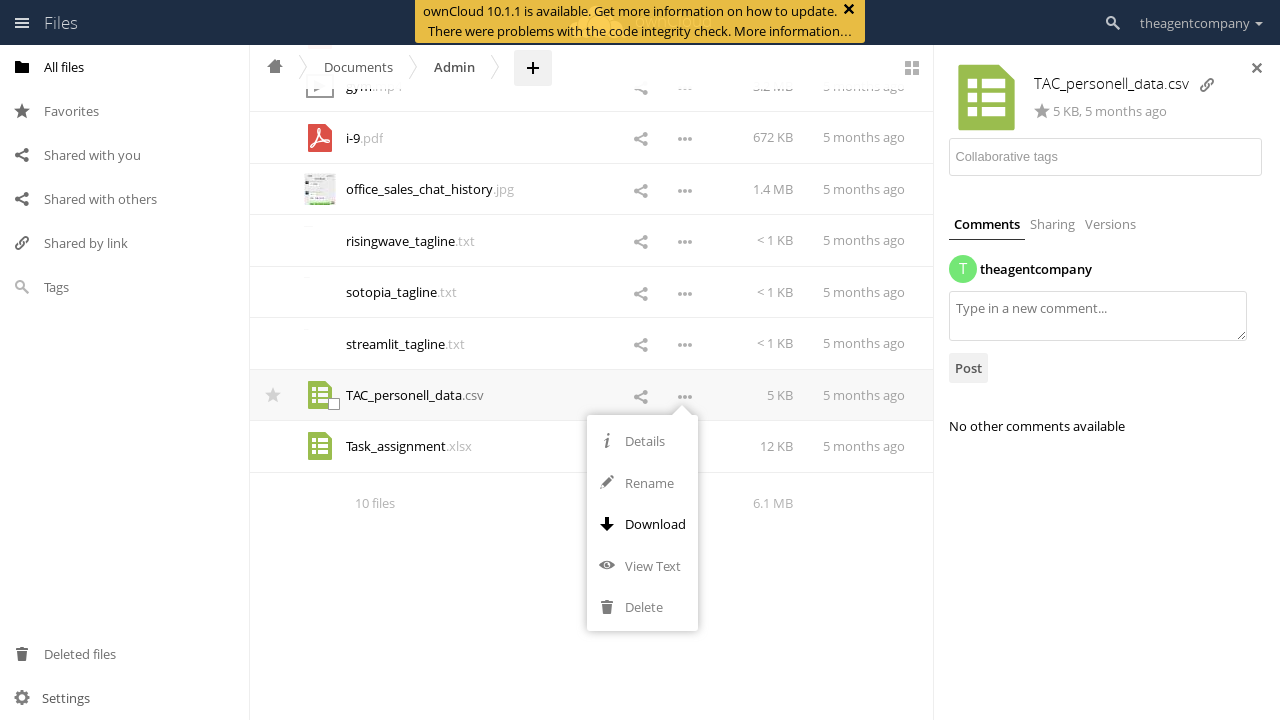 Files
ownCloud 10.1.1 is available. Get more information on how to update.
There were problems with the code integrity check. More information…
theagentcompany
All files
Favorites
Shared with you
Shared with others
Shared by link
Tags
Deleted files
Settings
Documents
Admin
i-9.pdf
672 KB
5 months ago
office_sales_chat_history.jpg
1.4 MB
5 months ago
risingwave_tagline.txt
< 1 KB
5 months ago
sotopia_tagline.txt
< 1 KB
5 months ago
streamlit_tagline.txt
< 1 KB
5 months ago
TAC_personell_data.csv
5 KB
5 months ago
Task_assignment.xlsx
12 KB
5 months ago
10 files
6.1 MB
Details
Rename
Download
View Text
Delete
TAC_personell_data.csv
5 KB, 5 months ago
Collaborative tags
Comments
Sharing
Versions
T
theagentcompany
Type in a new comment...
Post
No other comments available